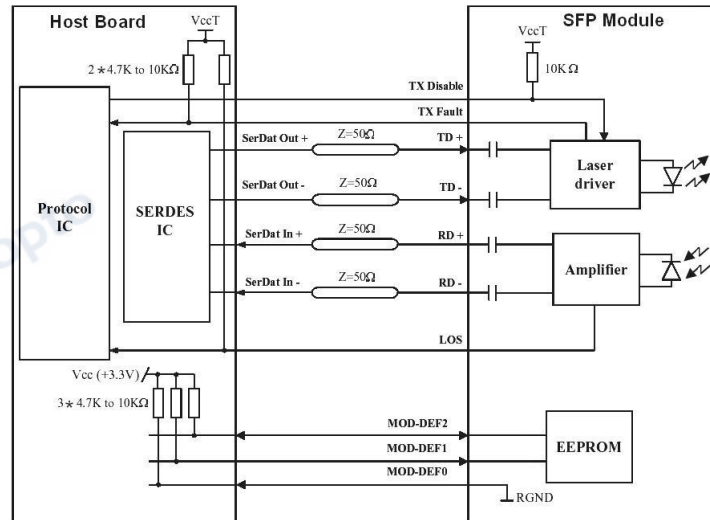 Host Board
SFP Module
VccT
VccT
2*4.7K to 10KΩ
10KΩ
TX Disable
TX Fault
SerDat Out +
Z=50Ω
TD +
SerDat Out -
Z=50Ω
TD -
Laser
driver
Protocol
IC
SERDES
IC
SerDat In +
Z=50Ω
RD +
SerDat In -
Z=50Ω
RD -
Amplifier
LOS
Vcc (+3.3V)
3*4.7K to 10KΩ
MOD-DEF2
MOD-DEF1
MOD-DEF0
EEPROM
RGND
opto